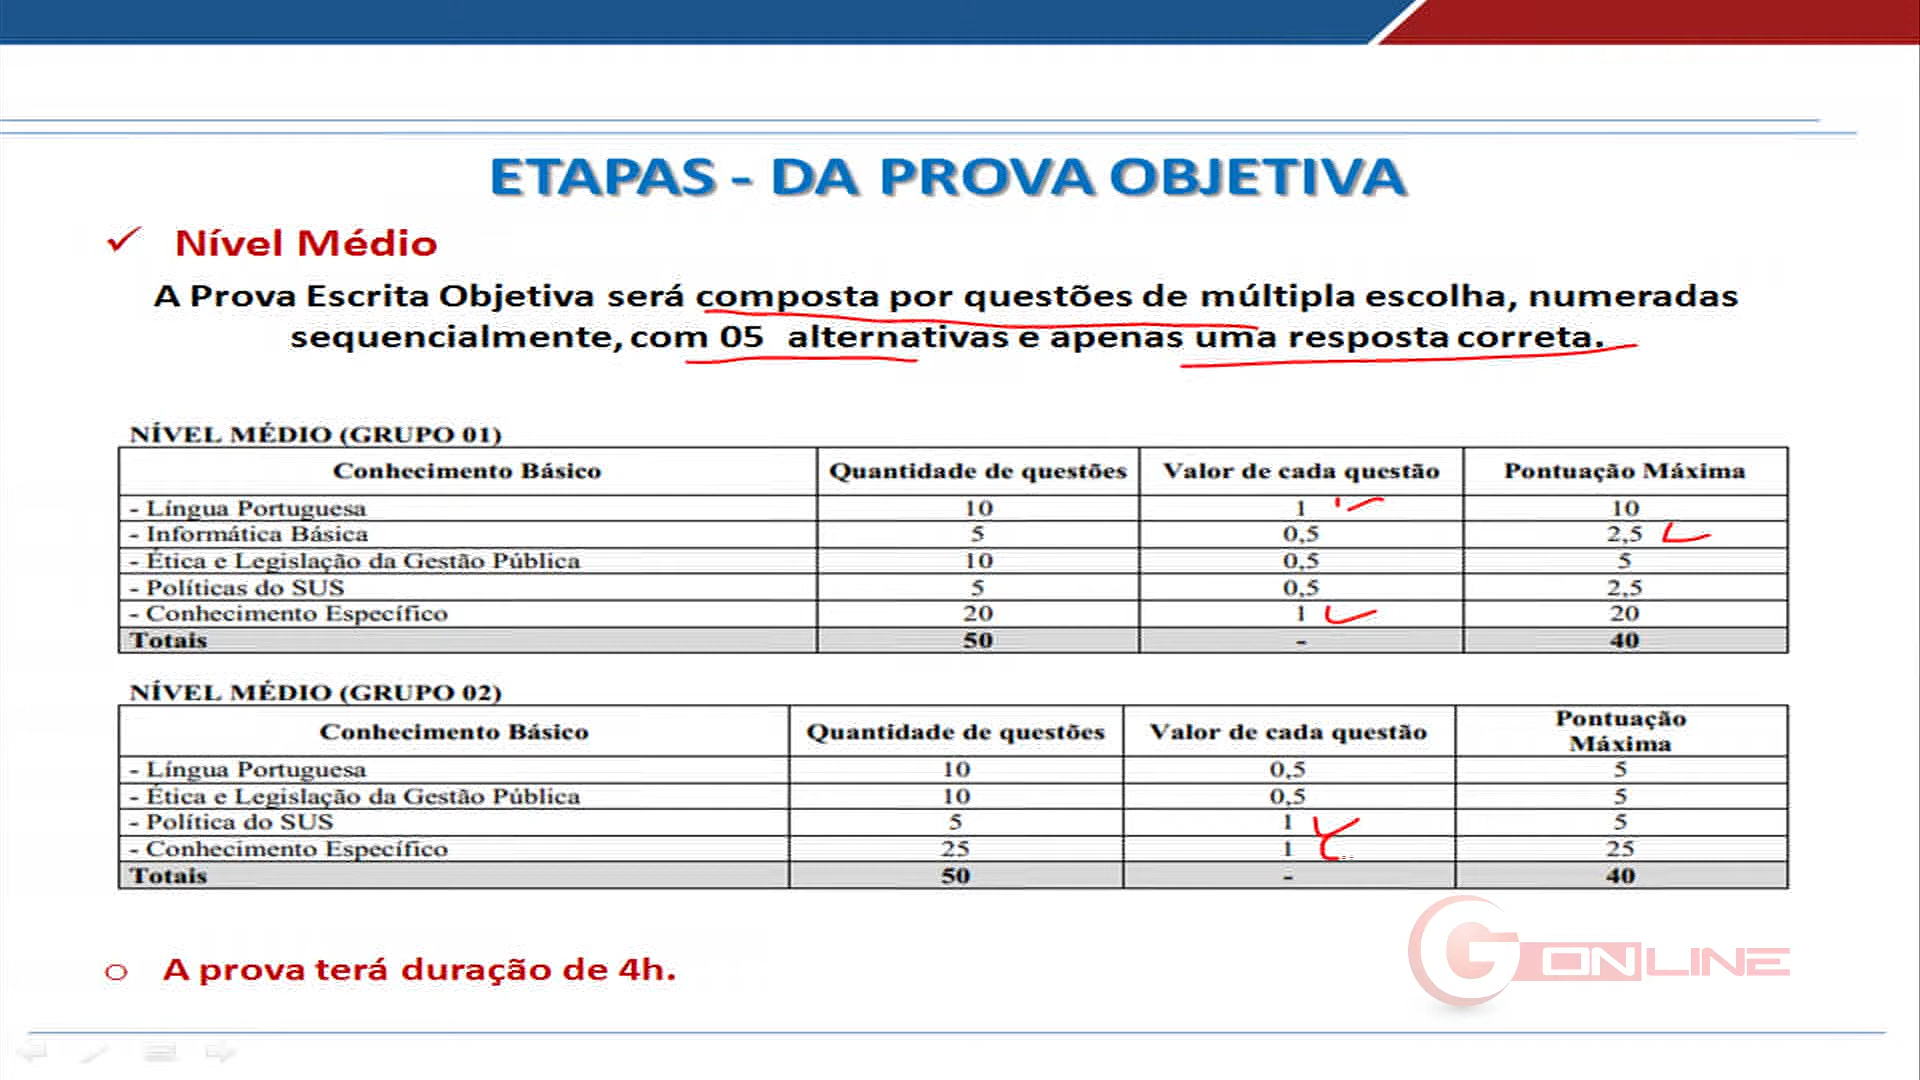 ETAPAS - DA PROVA OBJETIVA
✓ Nível Médio
A Prova Escrita Objetiva será composta por questões de múltipla escolha, numeradas
sequencialmente, com 05 alternativas e apenas uma resposta correta.
NÍVEL MÉDIO (GRUPO 01)
Conhecimento Básico Quantidade de questões Valor de cada questão Pontuação Máxima
- Língua Portuguesa 10 1 10
- Informática Básica 5 0,5 2,5
- Ética e Legislação da Gestão Pública 10 0,5 5
- Políticas do SUS 5 0,5 2,5
- Conhecimento Específico 20 1 20
Totais 50 - 40
NÍVEL MÉDIO (GRUPO 02)
Conhecimento Básico Quantidade de questões Valor de cada questão Pontuação
Máxima
- Língua Portuguesa 10 0,5 5
- Ética e Legislação da Gestão Pública 10 0,5 5
- Política do SUS 5 1 5
- Conhecimento Específico 25 1 25
Totais 50 - 40
o A prova terá duração de 4h.
G ONLINE